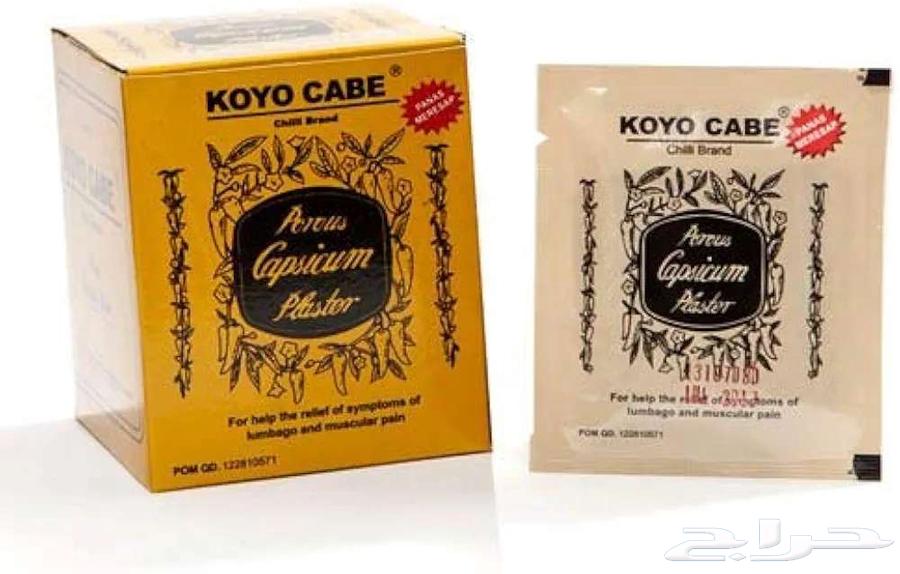 KOYO CABE®
Chilli Brand
PANAS
MERESAP
Porous
Capsicum
Plaster
For help the relief of symptoms of
lumbago and muscular pain
POM QD. 122810571
KOYO CABE
KOYO CABE®
Chilli Brand
PANAS
MERESAP
Porous
Capsicum
Plaster
For help the relief of symptoms of
lumbago and muscular pain
POM QD. 122810571
حراج